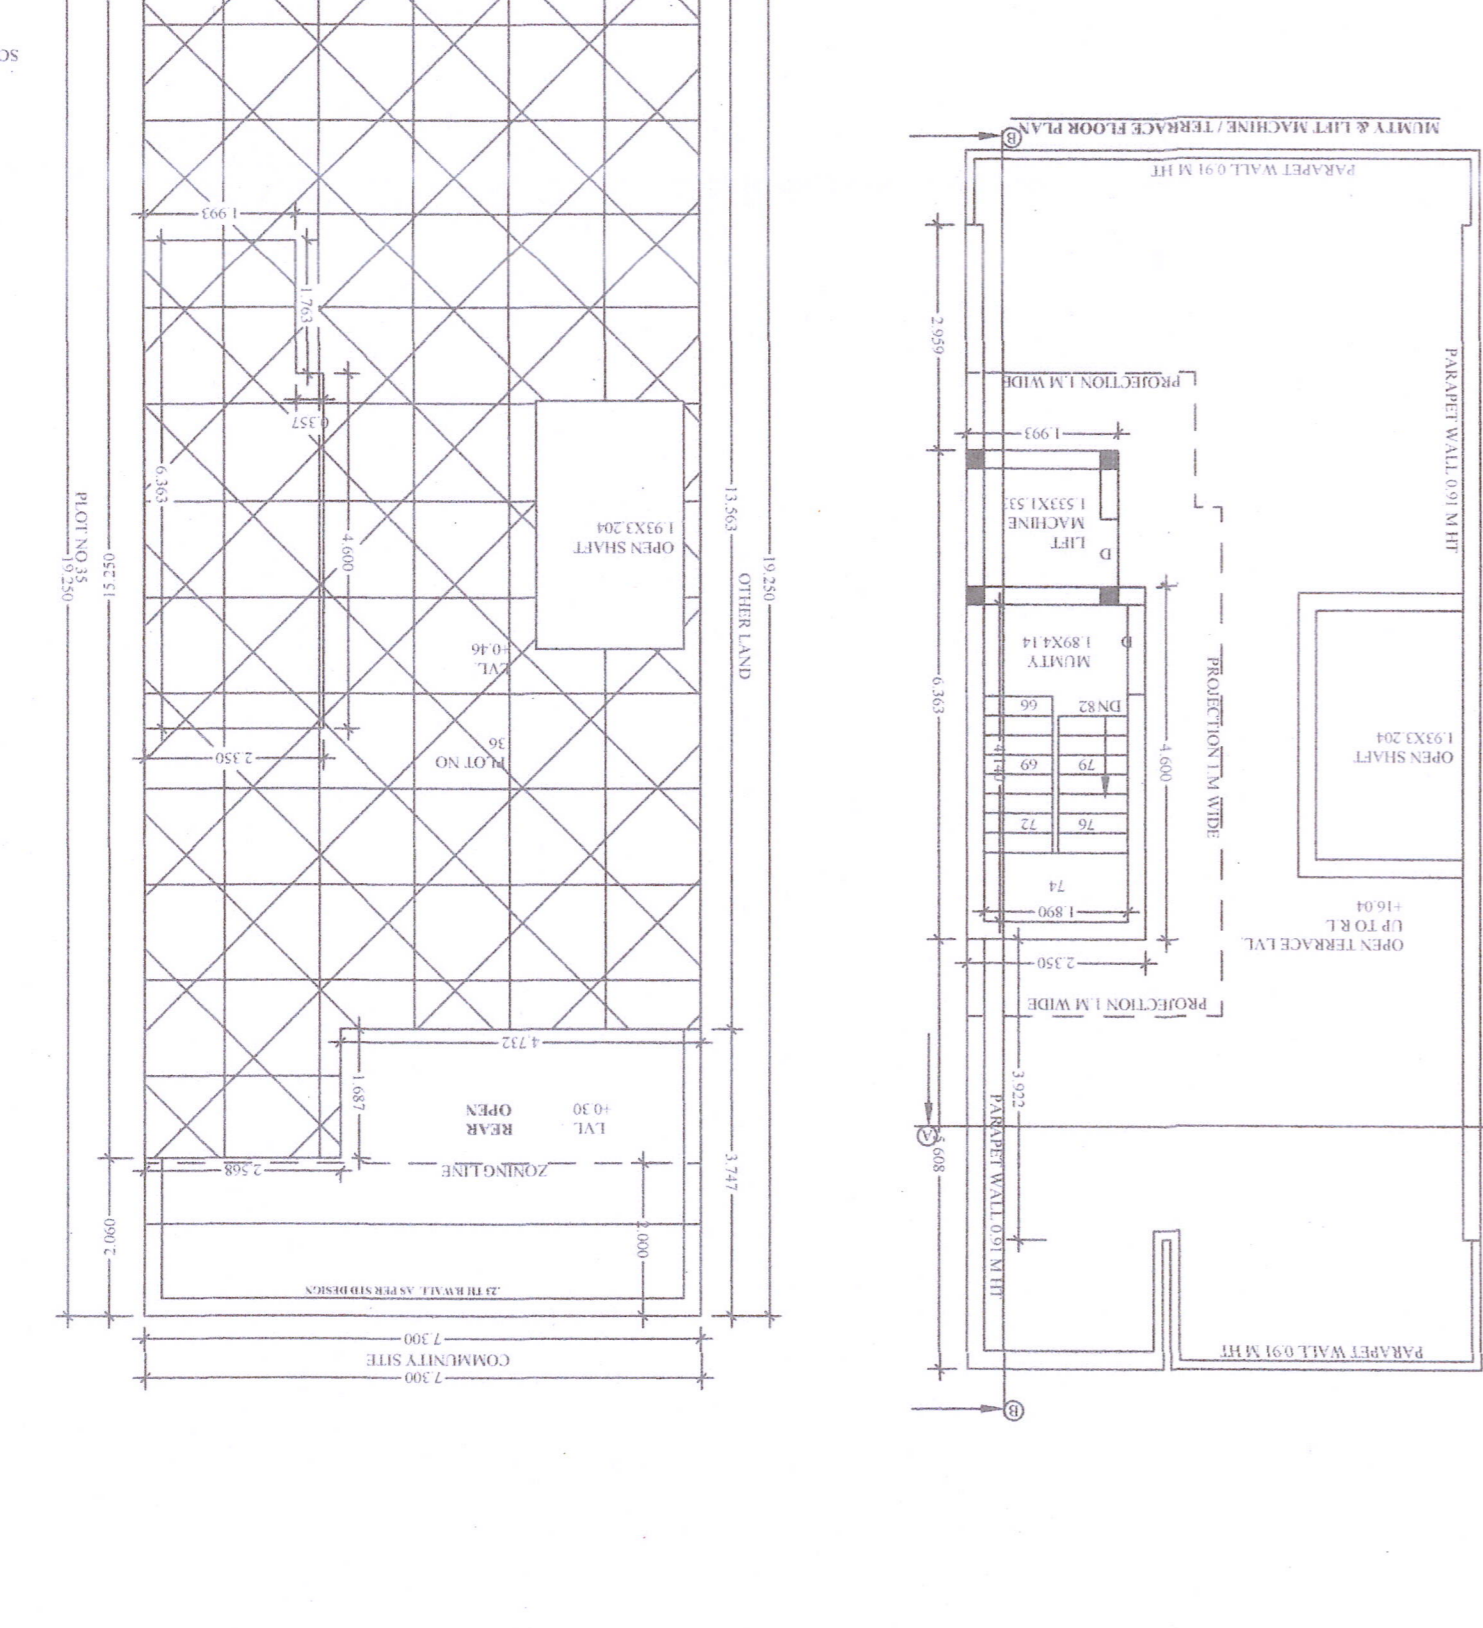 SC
1.993
1.763
0.357
6.363
4.600
PLOT NO 35
19.250
15.250
OPEN SHAFT
1.93X3.204
13.563
19.250
OTHER LAND
LVL
+0.46
PLOT NO
36
2.350
4.732
1.687
REAR
OPEN
LVL
+0.30
ZONING LINE
2.568
3.747
2.060
2.000
.23 TH B/WALL AS PER STD DESIGN
7.300
COMMUNITY SITE
7.300
MUMTY & LIFT MACHINE / TERRACE FLOOR PLAN
B
PARAPET WALL 0.91 M HT
2.959
PROJECTION 1.M WIDE
1.993
LIFT
MACHINE
1.533X1.53
D
PARAPET WALL 0.91 M HT
MUMTY
1.89X4.14
D
6.363
66
DN 82
69
79
72
76
74
4.140
4.600
PROJECTION 1.M WIDE
OPEN SHAFT
1.93X3.204
1.890
2.350
OPEN TERRACE LVL
UP TO R.L
+16.04
PROJECTION 1.M WIDE
3.922
A
5.608
PARAPET WALL 0.91 M HT
PARAPET WALL 0.91 M HT
B